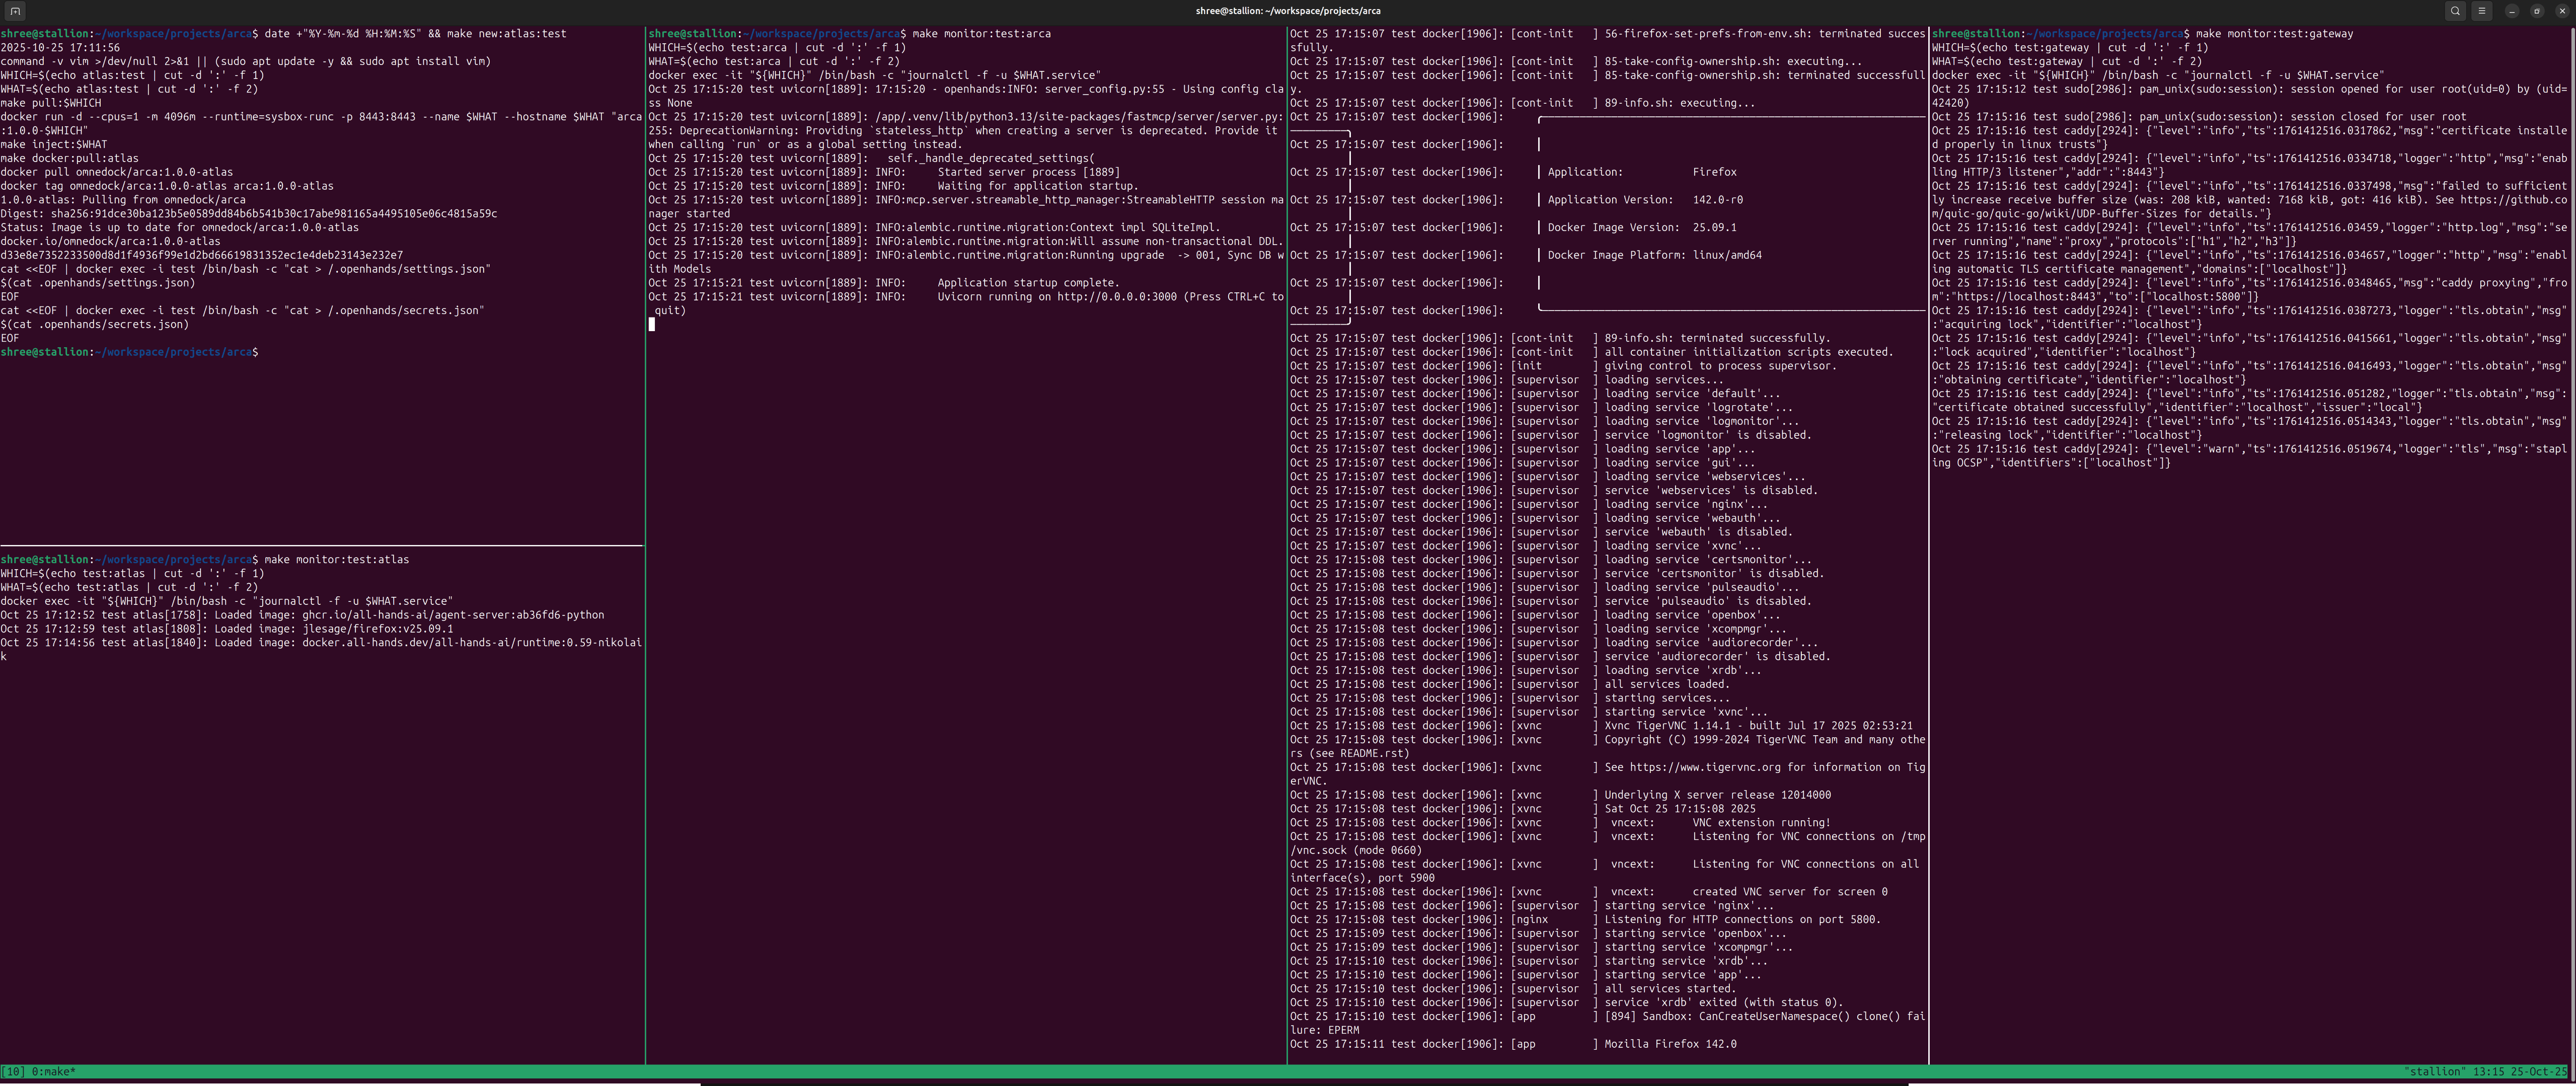 shree@stallion: ~/workspace/projects/arca
shree@stallion:~/workspace/projects/arca$ date +"%Y-%m-%d %H:%M:%S" && make new:atlas:test
2025-10-25 17:11:56
command -v vim >/dev/null 2>&1 || (sudo apt update -y && sudo apt install vim)
WHICH=$(echo atlas:test | cut -d ':' -f 1)
WHAT=$(echo atlas:test | cut -d ':' -f 2)
make pull:$WHICH
docker run -d --cpus=1 -m 4096m --runtime=sysbox-runc -p 8443:8443 --name $WHAT --hostname $WHAT "arca
:1.0.0-$WHICH"
make inject:$WHAT
make docker:pull:atlas
docker pull omnedock/arca:1.0.0-atlas
docker tag omnedock/arca:1.0.0-atlas arca:1.0.0-atlas
1.0.0-atlas: Pulling from omnedock/arca
Digest: sha256:91dce30ba123b5e0589dd84b6b541b30c17abe981165a4495105e06c4815a59c
Status: Image is up to date for omnedock/arca:1.0.0-atlas
docker.io/omnedock/arca:1.0.0-atlas
d33e8e7352233500d8d1f4936f99e1d2bd66619831352ec1e4deb23143e232e7
cat <<EOF | docker exec -i test /bin/bash -c "cat > /.openhands/settings.json"
$(cat .openhands/settings.json)
EOF
cat <<EOF | docker exec -i test /bin/bash -c "cat > /.openhands/secrets.json"
$(cat .openhands/secrets.json)
EOF
shree@stallion:~/workspace/projects/arca$
shree@stallion:~/workspace/projects/arca$ make monitor:test:atlas
WHICH=$(echo test:atlas | cut -d ':' -f 1)
WHAT=$(echo test:atlas | cut -d ':' -f 2)
docker exec -it "${WHICH}" /bin/bash -c "journalctl -f -u $WHAT.service"
Oct 25 17:12:52 test atlas[1758]: Loaded image: ghcr.io/all-hands-ai/agent-server:ab36fd6-python
Oct 25 17:12:59 test atlas[1808]: Loaded image: jlesage/firefox:v25.09.1
Oct 25 17:14:56 test atlas[1840]: Loaded image: docker.all-hands.dev/all-hands-ai/runtime:0.59-nikolai
k
shree@stallion:~/workspace/projects/arca$ make monitor:test:arca
WHICH=$(echo test:arca | cut -d ':' -f 1)
WHAT=$(echo test:arca | cut -d ':' -f 2)
docker exec -it "${WHICH}" /bin/bash -c "journalctl -f -u $WHAT.service"
Oct 25 17:15:20 test uvicorn[1889]: 17:15:20 - openhands:INFO: server_config.py:55 - Using config cla
ss None
Oct 25 17:15:20 test uvicorn[1889]: /app/.venv/lib/python3.13/site-packages/fastmcp/server/server.py:
255: DeprecationWarning: Providing `stateless_http` when creating a server is deprecated. Provide it
when calling `run` or as a global setting instead.
Oct 25 17:15:20 test uvicorn[1889]:   self._handle_deprecated_settings(
Oct 25 17:15:20 test uvicorn[1889]: INFO:     Started server process [1889]
Oct 25 17:15:20 test uvicorn[1889]: INFO:     Waiting for application startup.
Oct 25 17:15:20 test uvicorn[1889]: INFO:mcp.server.streamable_http_manager:StreamableHTTP session ma
nager started
Oct 25 17:15:20 test uvicorn[1889]: INFO:alembic.runtime.migration:Context impl SQLiteImpl.
Oct 25 17:15:20 test uvicorn[1889]: INFO:alembic.runtime.migration:Will assume non-transactional DDL.
Oct 25 17:15:20 test uvicorn[1889]: INFO:alembic.runtime.migration:Running upgrade  -> 001, Sync DB w
ith Models
Oct 25 17:15:21 test uvicorn[1889]: INFO:     Application startup complete.
Oct 25 17:15:21 test uvicorn[1889]: INFO:     Uvicorn running on http://0.0.0.0:3000 (Press CTRL+C to
 quit)
Oct 25 17:15:07 test docker[1906]: [cont-init   ] 56-firefox-set-prefs-from-env.sh: terminated succes
sfully.
Oct 25 17:15:07 test docker[1906]: [cont-init   ] 85-take-config-ownership.sh: executing...
Oct 25 17:15:07 test docker[1906]: [cont-init   ] 85-take-config-ownership.sh: terminated successfull
y.
Oct 25 17:15:07 test docker[1906]: [cont-init   ] 89-info.sh: executing...
Oct 25 17:15:07 test docker[1906]:
Oct 25 17:15:07 test docker[1906]:
Oct 25 17:15:07 test docker[1906]: Application:           Firefox
Oct 25 17:15:07 test docker[1906]: Application Version:   142.0-r0
Oct 25 17:15:07 test docker[1906]: Docker Image Version:  25.09.1
Oct 25 17:15:07 test docker[1906]: Docker Image Platform: linux/amd64
Oct 25 17:15:07 test docker[1906]:
Oct 25 17:15:07 test docker[1906]:
Oct 25 17:15:07 test docker[1906]: [cont-init   ] 89-info.sh: terminated successfully.
Oct 25 17:15:07 test docker[1906]: [cont-init   ] all container initialization scripts executed.
Oct 25 17:15:07 test docker[1906]: [init        ] giving control to process supervisor.
Oct 25 17:15:07 test docker[1906]: [supervisor  ] loading services...
Oct 25 17:15:07 test docker[1906]: [supervisor  ] loading service 'default'...
Oct 25 17:15:07 test docker[1906]: [supervisor  ] loading service 'logrotate'...
Oct 25 17:15:07 test docker[1906]: [supervisor  ] loading service 'logmonitor'...
Oct 25 17:15:07 test docker[1906]: [supervisor  ] service 'logmonitor' is disabled.
Oct 25 17:15:07 test docker[1906]: [supervisor  ] loading service 'app'...
Oct 25 17:15:07 test docker[1906]: [supervisor  ] loading service 'gui'...
Oct 25 17:15:07 test docker[1906]: [supervisor  ] loading service 'webservices'...
Oct 25 17:15:07 test docker[1906]: [supervisor  ] service 'webservices' is disabled.
Oct 25 17:15:07 test docker[1906]: [supervisor  ] loading service 'nginx'...
Oct 25 17:15:07 test docker[1906]: [supervisor  ] loading service 'webauth'...
Oct 25 17:15:07 test docker[1906]: [supervisor  ] service 'webauth' is disabled.
Oct 25 17:15:07 test docker[1906]: [supervisor  ] loading service 'xvnc'...
Oct 25 17:15:08 test docker[1906]: [supervisor  ] loading service 'certsmonitor'...
Oct 25 17:15:08 test docker[1906]: [supervisor  ] service 'certsmonitor' is disabled.
Oct 25 17:15:08 test docker[1906]: [supervisor  ] loading service 'pulseaudio'...
Oct 25 17:15:08 test docker[1906]: [supervisor  ] service 'pulseaudio' is disabled.
Oct 25 17:15:08 test docker[1906]: [supervisor  ] loading service 'openbox'...
Oct 25 17:15:08 test docker[1906]: [supervisor  ] loading service 'xcompmgr'...
Oct 25 17:15:08 test docker[1906]: [supervisor  ] loading service 'audiorecorder'...
Oct 25 17:15:08 test docker[1906]: [supervisor  ] service 'audiorecorder' is disabled.
Oct 25 17:15:08 test docker[1906]: [supervisor  ] loading service 'xrdb'...
Oct 25 17:15:08 test docker[1906]: [supervisor  ] all services loaded.
Oct 25 17:15:08 test docker[1906]: [supervisor  ] starting services...
Oct 25 17:15:08 test docker[1906]: [supervisor  ] starting service 'xvnc'...
Oct 25 17:15:08 test docker[1906]: [xvnc        ] Xvnc TigerVNC 1.14.1 - built Jul 17 2025 02:53:21
Oct 25 17:15:08 test docker[1906]: [xvnc        ] Copyright (C) 1999-2024 TigerVNC Team and many othe
rs (see README.rst)
Oct 25 17:15:08 test docker[1906]: [xvnc        ] See https://www.tigervnc.org for information on Tig
erVNC.
Oct 25 17:15:08 test docker[1906]: [xvnc        ] Underlying X server release 12014000
Oct 25 17:15:08 test docker[1906]: [xvnc        ] Sat Oct 25 17:15:08 2025
Oct 25 17:15:08 test docker[1906]: [xvnc        ]  vncext:      VNC extension running!
Oct 25 17:15:08 test docker[1906]: [xvnc        ]  vncext:      Listening for VNC connections on /tmp
/vnc.sock (mode 0660)
Oct 25 17:15:08 test docker[1906]: [xvnc        ]  vncext:      Listening for VNC connections on all
interface(s), port 5900
Oct 25 17:15:08 test docker[1906]: [xvnc        ]  vncext:      created VNC server for screen 0
Oct 25 17:15:08 test docker[1906]: [supervisor  ] starting service 'nginx'...
Oct 25 17:15:08 test docker[1906]: [nginx       ] Listening for HTTP connections on port 5800.
Oct 25 17:15:09 test docker[1906]: [supervisor  ] starting service 'openbox'...
Oct 25 17:15:09 test docker[1906]: [supervisor  ] starting service 'xcompmgr'...
Oct 25 17:15:10 test docker[1906]: [supervisor  ] starting service 'xrdb'...
Oct 25 17:15:10 test docker[1906]: [supervisor  ] starting service 'app'...
Oct 25 17:15:10 test docker[1906]: [supervisor  ] all services started.
Oct 25 17:15:10 test docker[1906]: [supervisor  ] service 'xrdb' exited (with status 0).
Oct 25 17:15:10 test docker[1906]: [app         ] [894] Sandbox: CanCreateUserNamespace() clone() fai
lure: EPERM
Oct 25 17:15:11 test docker[1906]: [app         ] Mozilla Firefox 142.0
shree@stallion:~/workspace/projects/arca$ make monitor:test:gateway
WHICH=$(echo test:gateway | cut -d ':' -f 1)
WHAT=$(echo test:gateway | cut -d ':' -f 2)
docker exec -it "${WHICH}" /bin/bash -c "journalctl -f -u $WHAT.service"
Oct 25 17:15:12 test sudo[2986]: pam_unix(sudo:session): session opened for user root(uid=0) by (uid=
42420)
Oct 25 17:15:16 test sudo[2986]: pam_unix(sudo:session): session closed for user root
Oct 25 17:15:16 test caddy[2924]: {"level":"info","ts":1761412516.0317862,"msg":"certificate installe
d properly in linux trusts"}
Oct 25 17:15:16 test caddy[2924]: {"level":"info","ts":1761412516.0334718,"logger":"http","msg":"enab
ling HTTP/3 listener","addr":":8443"}
Oct 25 17:15:16 test caddy[2924]: {"level":"info","ts":1761412516.0337498,"msg":"failed to sufficient
ly increase receive buffer size (was: 208 kiB, wanted: 7168 kiB, got: 416 kiB). See https://github.co
m/quic-go/quic-go/wiki/UDP-Buffer-Sizes for details."}
Oct 25 17:15:16 test caddy[2924]: {"level":"info","ts":1761412516.03459,"logger":"http.log","msg":"se
rver running","name":"proxy","protocols":["h1","h2","h3"]}
Oct 25 17:15:16 test caddy[2924]: {"level":"info","ts":1761412516.034657,"logger":"http","msg":"enabl
ing automatic TLS certificate management","domains":["localhost"]}
Oct 25 17:15:16 test caddy[2924]: {"level":"info","ts":1761412516.0348465,"msg":"caddy proxying","fro
m":"https://localhost:8443","to":["localhost:5800"]}
Oct 25 17:15:16 test caddy[2924]: {"level":"info","ts":1761412516.0387273,"logger":"tls.obtain","msg"
:"acquiring lock","identifier":"localhost"}
Oct 25 17:15:16 test caddy[2924]: {"level":"info","ts":1761412516.0415661,"logger":"tls.obtain","msg"
:"lock acquired","identifier":"localhost"}
Oct 25 17:15:16 test caddy[2924]: {"level":"info","ts":1761412516.0416493,"logger":"tls.obtain","msg"
:"obtaining certificate","identifier":"localhost"}
Oct 25 17:15:16 test caddy[2924]: {"level":"info","ts":1761412516.051282,"logger":"tls.obtain","msg":
"certificate obtained successfully","identifier":"localhost","issuer":"local"}
Oct 25 17:15:16 test caddy[2924]: {"level":"info","ts":1761412516.0514343,"logger":"tls.obtain","msg"
:"releasing lock","identifier":"localhost"}
Oct 25 17:15:16 test caddy[2924]: {"level":"warn","ts":1761412516.0519674,"logger":"tls","msg":"stapl
ing OCSP","identifiers":["localhost"]}
[10] 0:make*
"stallion" 13:15 25-Oct-25